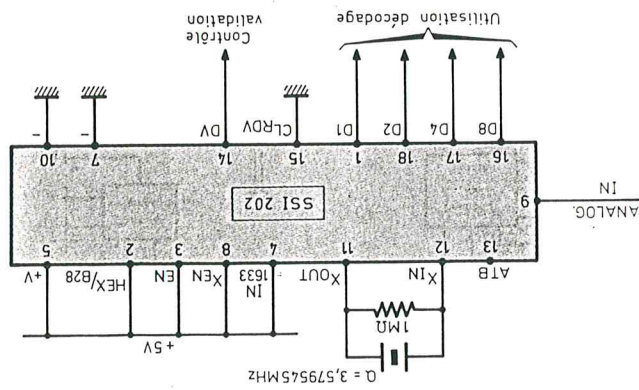 Q = 3,579545MHz
1MΩ
+5V
ATB
XIN
XOUT
IN
1633
XEN
EN
HEX/B28
+V
13 12 11 4 8 3 2 5
ANALOG.
IN
9
SSI 202
16 17 18 1 15 14 7 10
D8 D4 D2 D1 CLRDV DV - -
Utilisation décodage
Contrôle
validation